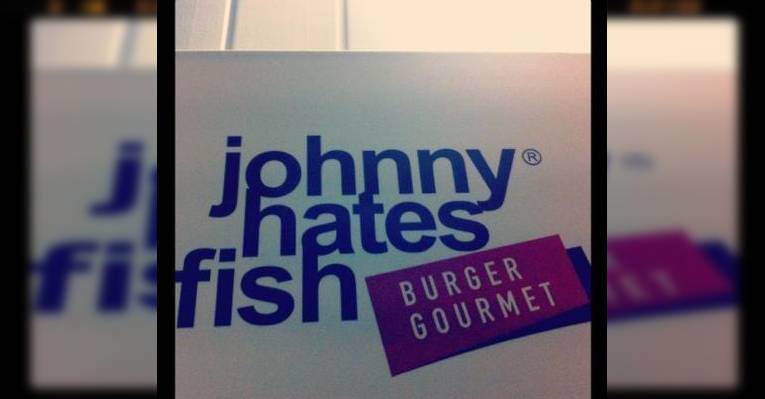 johnny®
hates
fish
BURGER
GOURMET